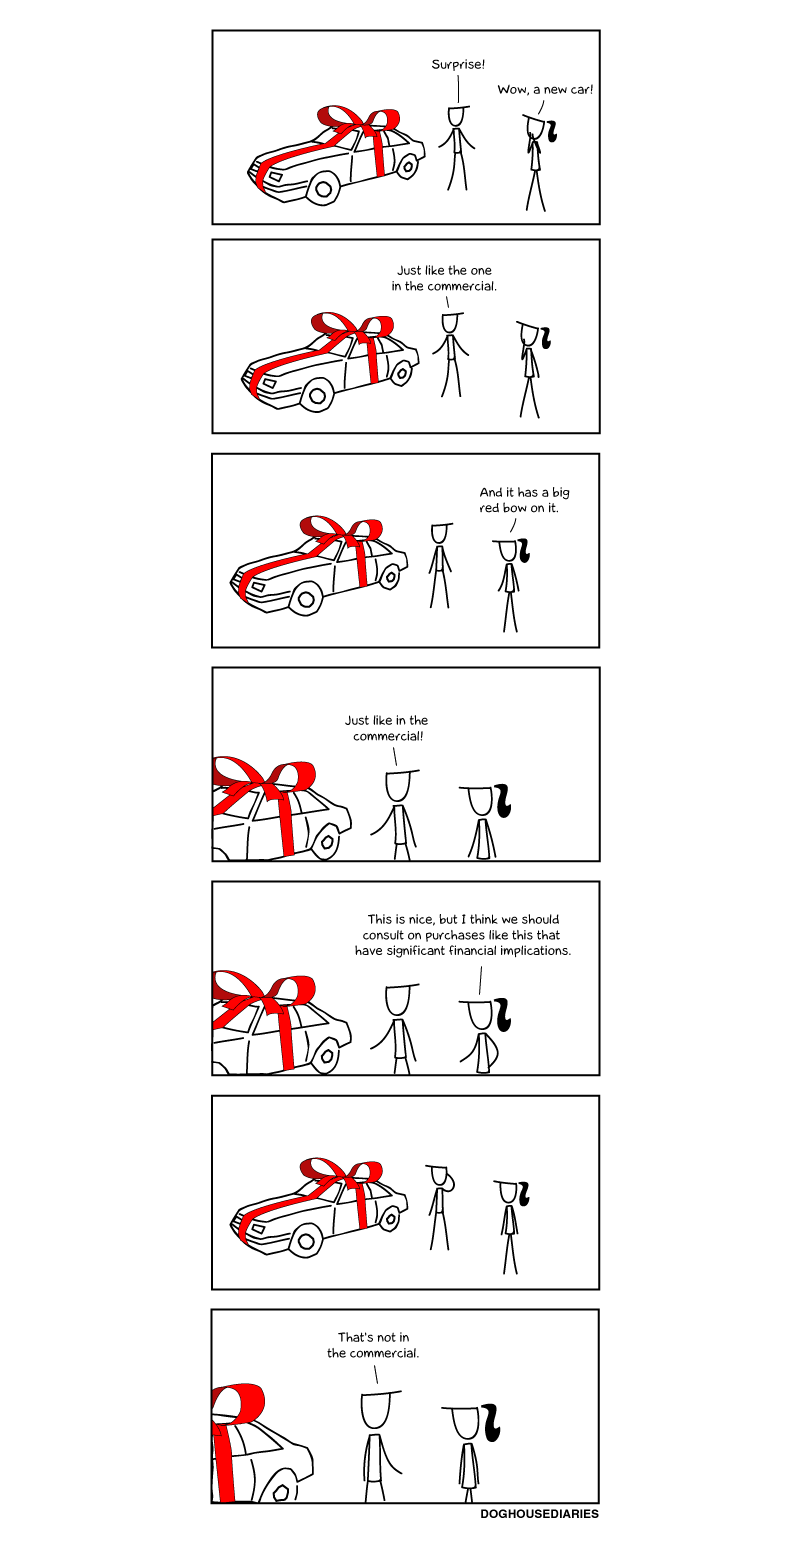 Surprise!
Wow, a new car!
Just like the one
in the commercial.
And it has a big
red bow on it.
Just like in the
commercial!
This is nice, but I think we should
consult on purchases like this that
have significant financial implications.
That's not in
the commercial.
DOGHOUSEDIARIES